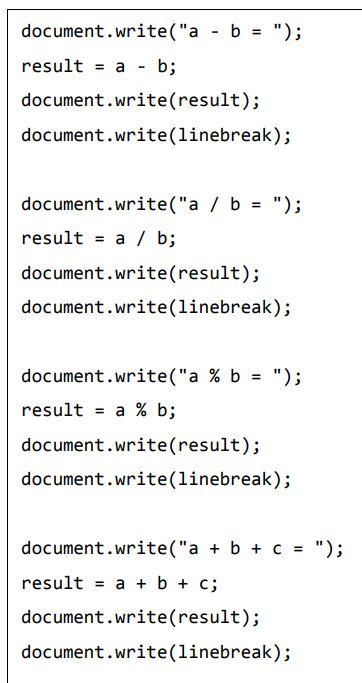 document.write("a - b = ");
result = a - b;
document.write(result);
document.write(linebreak);
document.write("a / b = ");
result = a / b;
document.write(result);
document.write(linebreak);
document.write("a % b = ");
result = a % b;
document.write(result);
document.write(linebreak);
document.write("a + b + c = ");
result = a + b + c;
document.write(result);
document.write(linebreak);